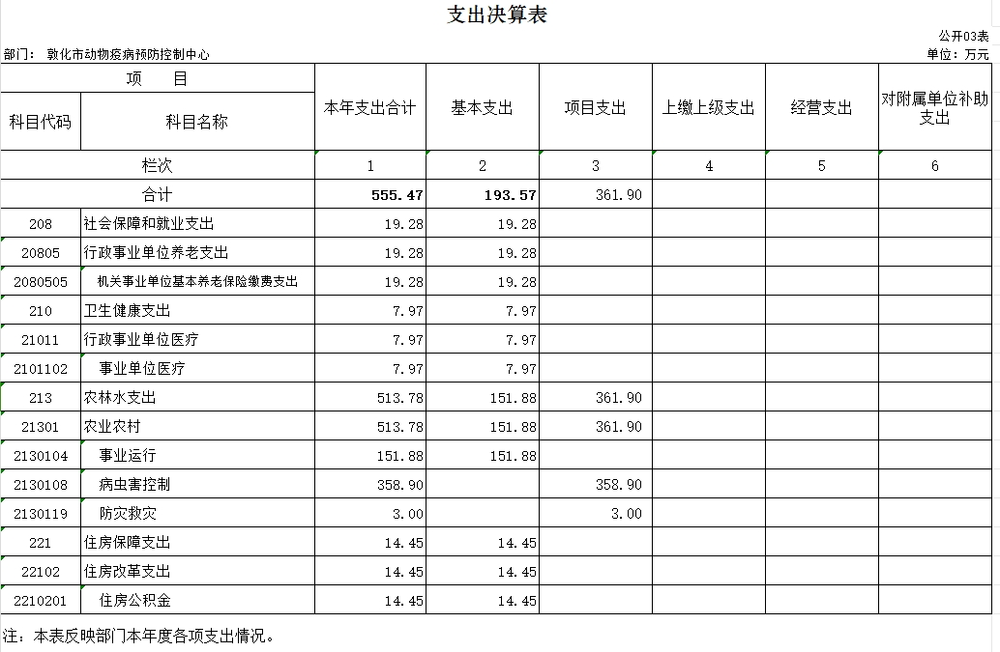 支出决算表
公开03表
部门： 敦化市动物疫病预防控制中心 单位：万元
项 目 本年支出合计 基本支出 项目支出 上缴上级支出 经营支出 对附属单位补助支出
科目代码 科目名称
栏次 1 2 3 4 5 6
合计 555.47 193.57 361.90
208 社会保障和就业支出 19.28 19.28
20805 行政事业单位养老支出 19.28 19.28
2080505 机关事业单位基本养老保险缴费支出 19.28 19.28
210 卫生健康支出 7.97 7.97
21011 行政事业单位医疗 7.97 7.97
2101102 事业单位医疗 7.97 7.97
213 农林水支出 513.78 151.88 361.90
21301 农业农村 513.78 151.88 361.90
2130104 事业运行 151.88 151.88
2130108 病虫害控制 358.90 358.90
2130119 防灾救灾 3.00 3.00
221 住房保障支出 14.45 14.45
22102 住房改革支出 14.45 14.45
2210201 住房公积金 14.45 14.45
注：本表反映部门本年度各项支出情况。